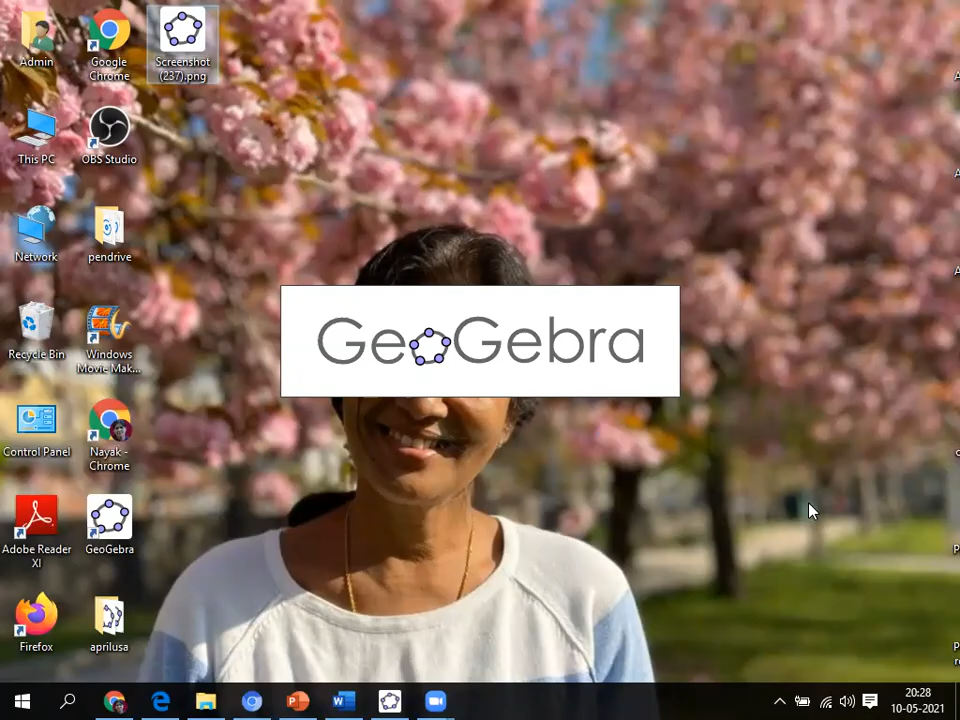 Admin
Google
Chrome
Screenshot
(237).png
This PC
OBS Studio
Network
pendrive
Recycle Bin
Windows
Movie Mak...
Control Panel
Nayak -
Chrome
Adobe Reader
XI
GeoGebra
Firefox
aprilusa
GeoGebra
20:28
10-05-2021